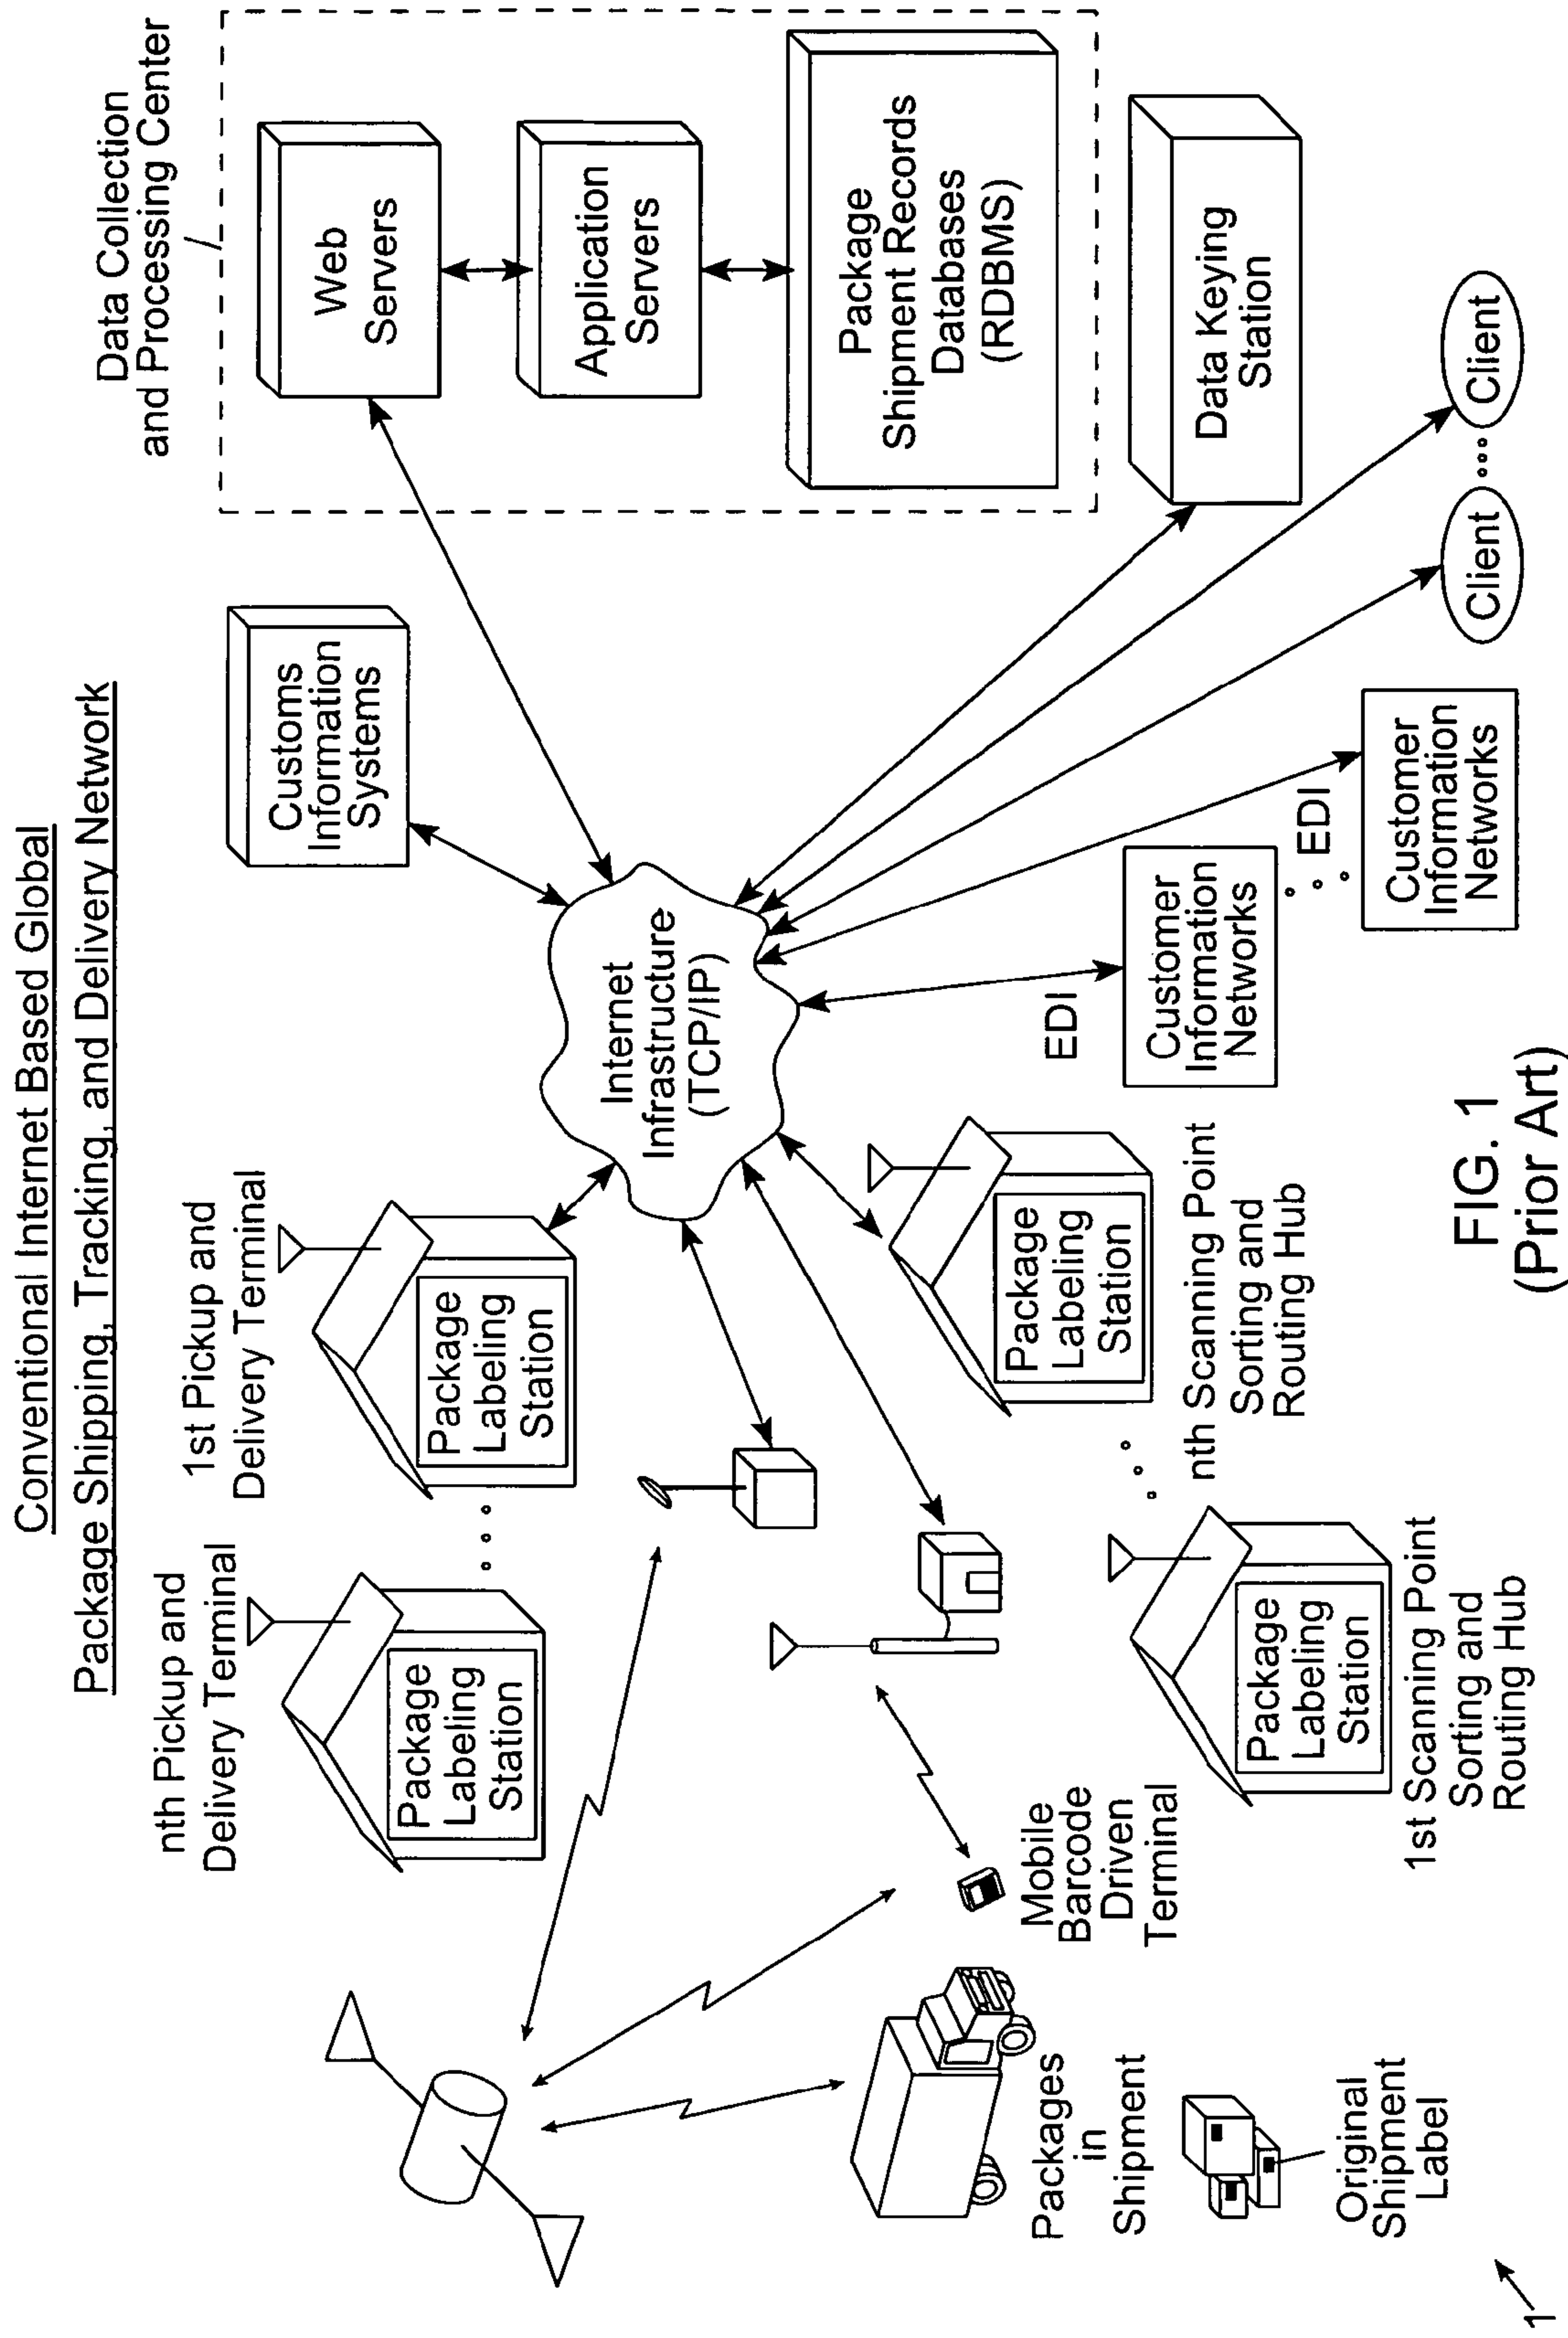 Conventional Internet Based Global
Package Shipping, Tracking, and Delivery Network
nth Pickup and
Delivery Terminal
Package
Labeling
Station
1st Pickup and
Delivery Terminal
Package
Labeling
Station
Customs
Information
Systems
Data Collection
and Processing Center
Web
Servers
Application
Servers
Package
Shipment Records
Databases
(RDBMS)
Data Keying
Station
Internet
Infrastructure
(TCP/IP)
Client
Client
EDI
Customer
Information
Networks
EDI
Customer
Information
Networks
Package
Labeling
Station
nth Scanning Point
Sorting and
Routing Hub
Package
Labeling
Station
1st Scanning Point
Sorting and
Routing Hub
Mobile
Barcode
Driven
Terminal
Packages
in
Shipment
Original
Shipment
Label
1
FIG. 1
(Prior Art)